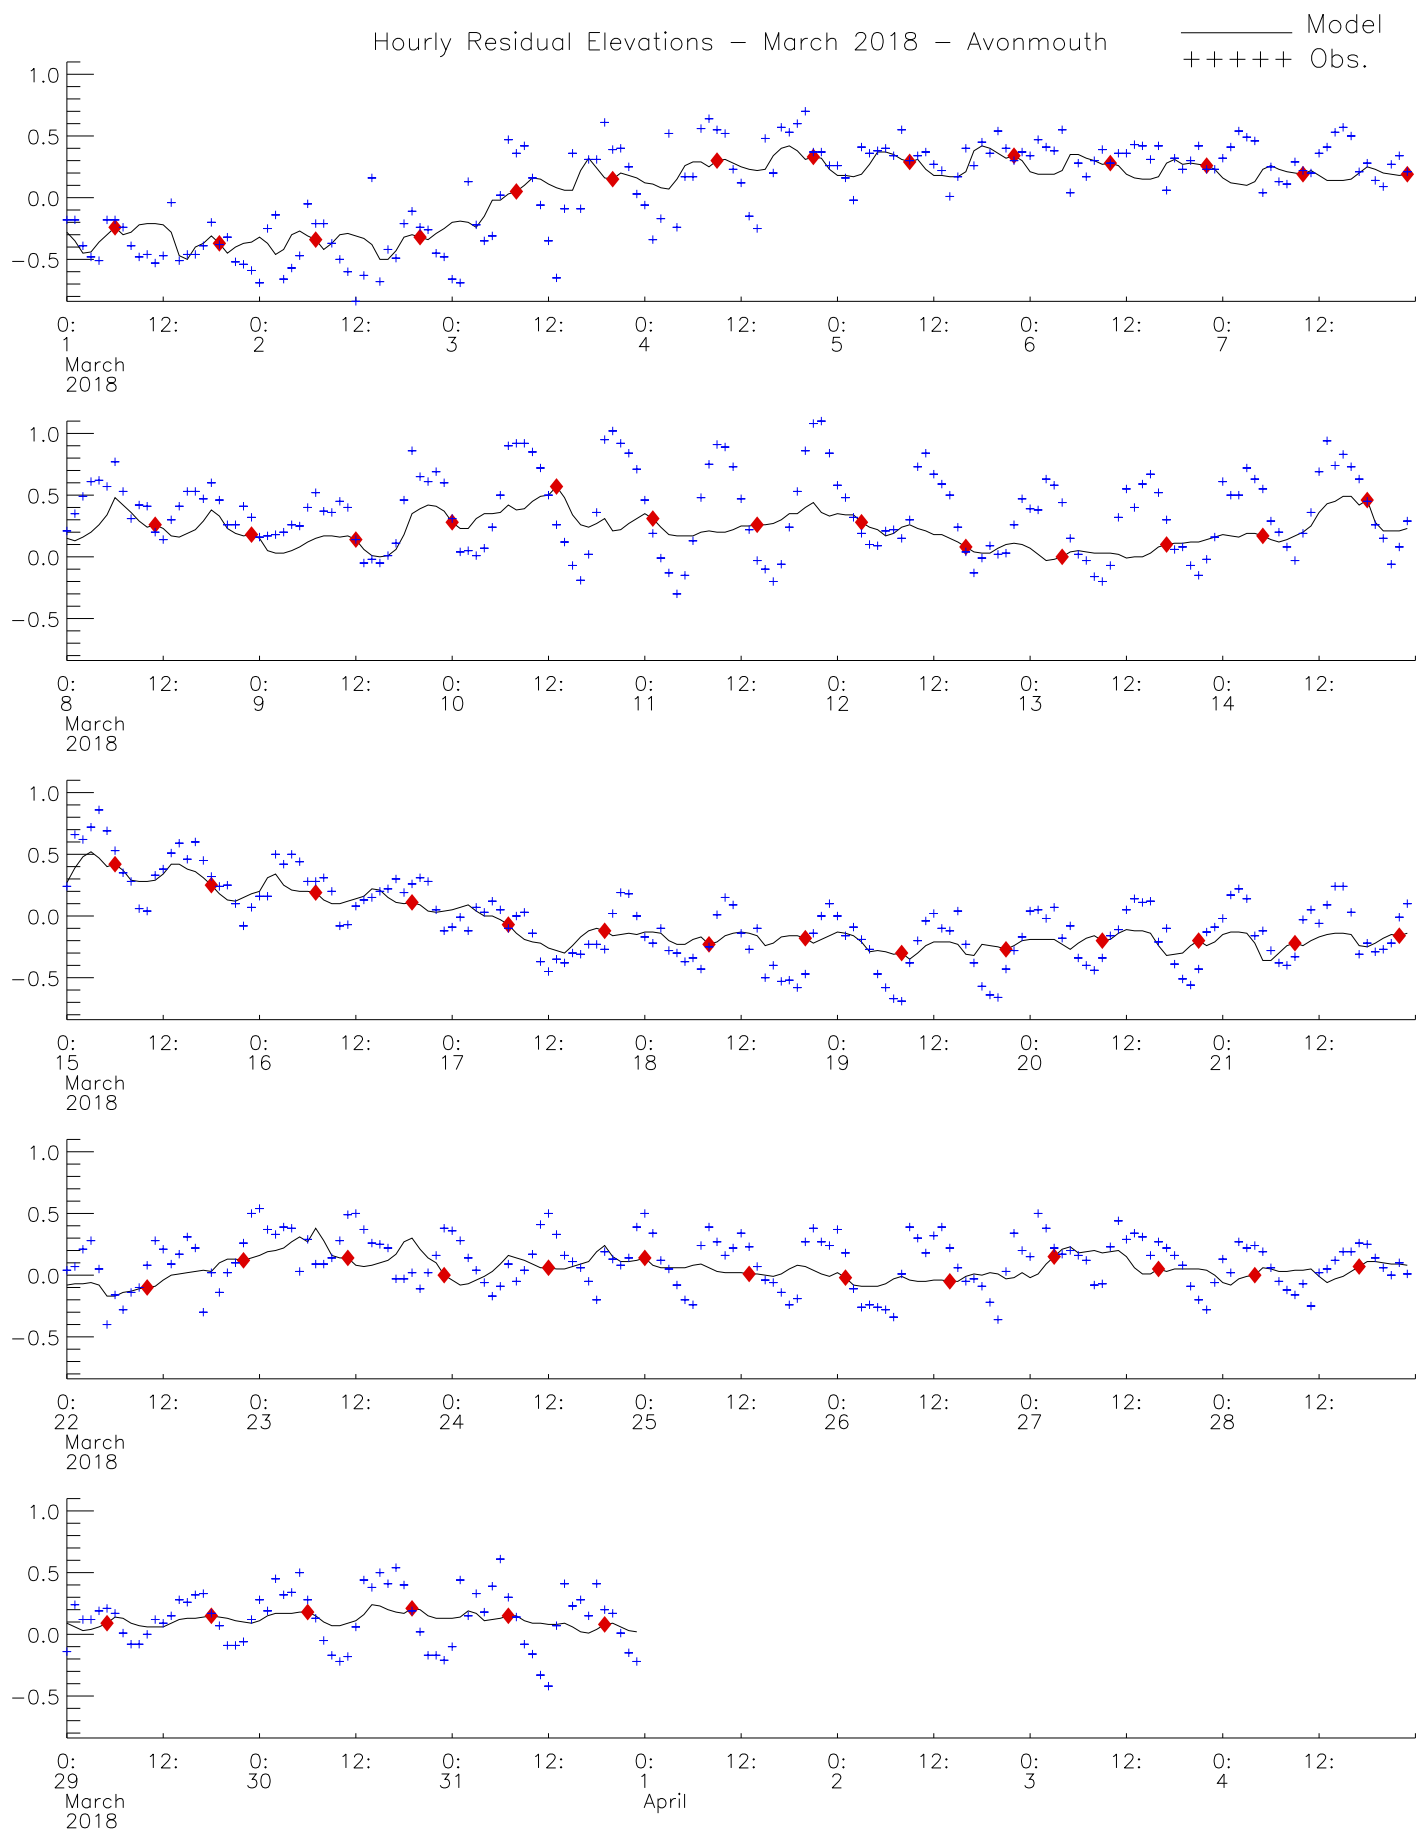 Hourly Residual Elevations – March 2018 – Avonmouth
Model
+++++ Obs.
1.0
0.5
0.0
−0.5
0: 12: 0: 12: 0: 12: 0: 12: 0: 12: 0: 12: 0: 12:
1 2 3 4 5 6 7
March
2018
1.0
0.5
0.0
−0.5
0: 12: 0: 12: 0: 12: 0: 12: 0: 12: 0: 12: 0: 12:
8 9 10 11 12 13 14
March
2018
1.0
0.5
0.0
−0.5
0: 12: 0: 12: 0: 12: 0: 12: 0: 12: 0: 12: 0: 12:
15 16 17 18 19 20 21
March
2018
1.0
0.5
0.0
−0.5
0: 12: 0: 12: 0: 12: 0: 12: 0: 12: 0: 12: 0: 12:
22 23 24 25 26 27 28
March
2018
1.0
0.5
0.0
−0.5
0: 12: 0: 12: 0: 12: 0: 12: 0: 12: 0: 12: 0: 12:
29 30 31 1 2 3 4
March April
2018